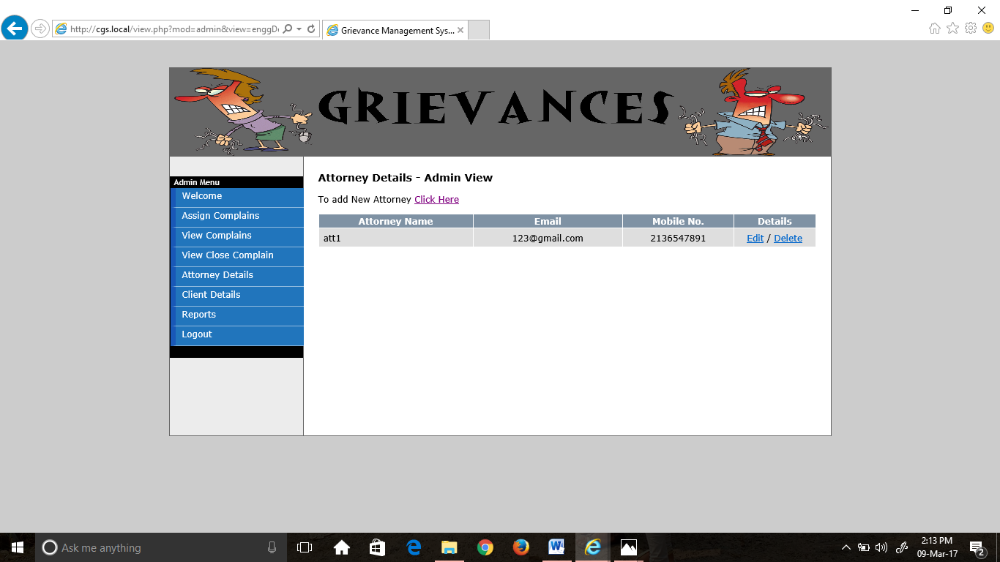 http://cgs.local/view.php?mod=admin&view=enggD
Grievance Management Sys...
GRIEVANCES
Admin Menu
Welcome
Assign Complains
View Complains
View Close Complain
Attorney Details
Client Details
Reports
Logout
Attorney Details - Admin View
To add New Attorney Click Here
Attorney Name Email Mobile No. Details
att1 123@gmail.com 2136547891 Edit / Delete
Ask me anything
2:13 PM
09-Mar-17
2